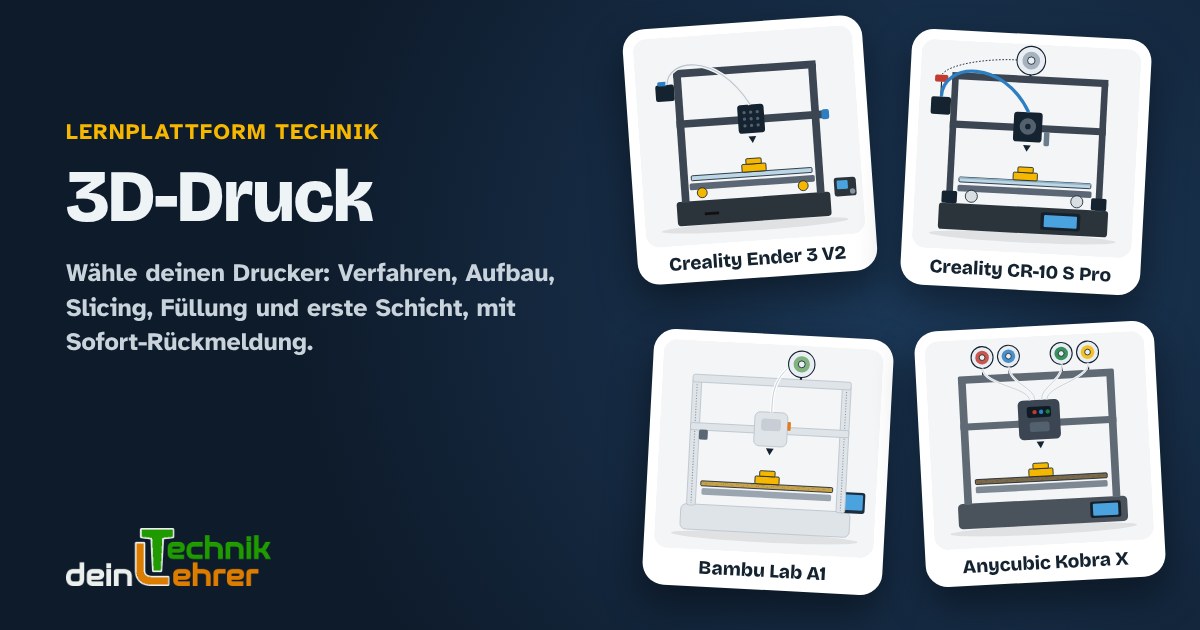 LERNPLATTFORM TECHNIK
3D-Druck
Wähle deinen Drucker: Verfahren, Aufbau,
Slicing, Füllung und erste Schicht, mit
Sofort-Rückmeldung.
Creality Ender 3 V2
Creality CR-10 S Pro
Bambu Lab A1
Anycubic Kobra X
Technik
dein Lehrer